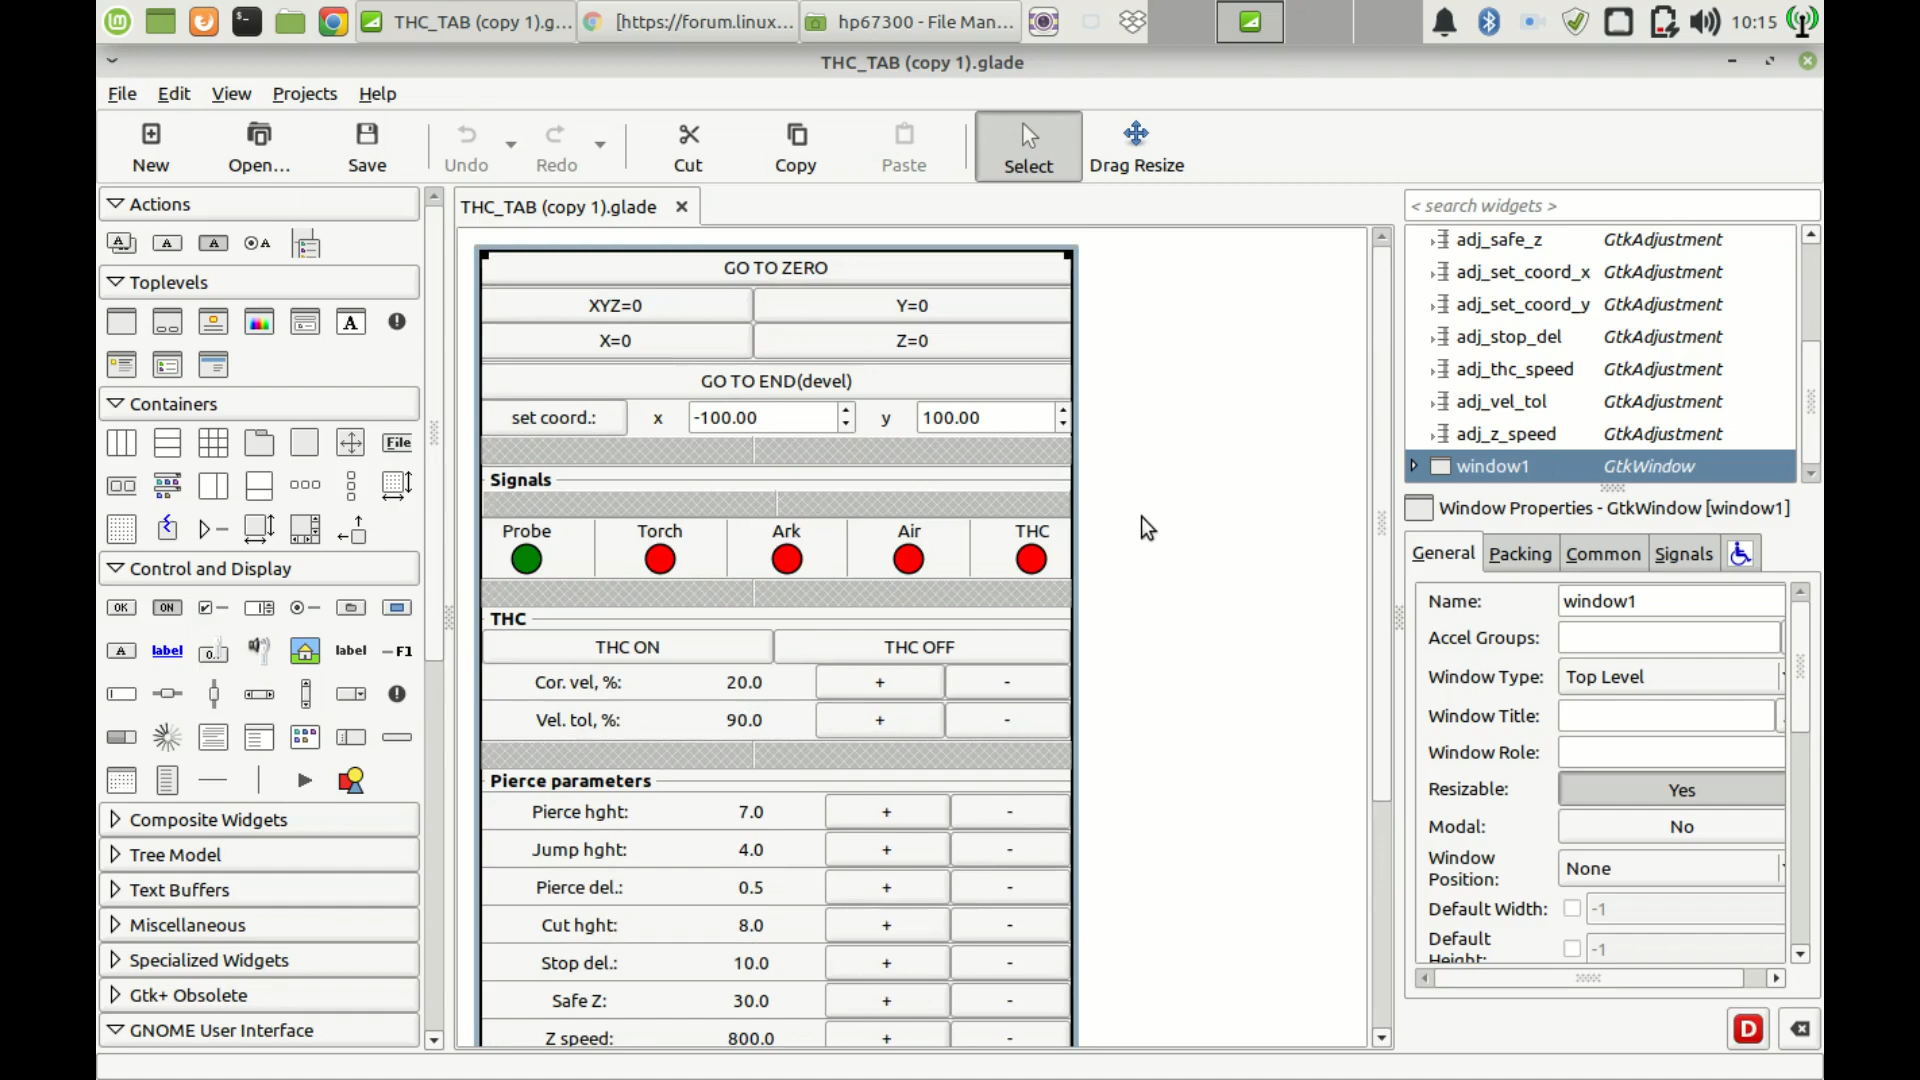 THC_TAB (copy 1).g...
[https://forum.linux...
hp67300 - File Man...
10:15
THC_TAB (copy 1).glade
File Edit View Projects Help
New Open... Save Undo Redo Cut Copy Paste Select Drag Resize
Actions
Toplevels
Containers
File
Control and Display
OK ON
label label F1
Composite Widgets
Tree Model
Text Buffers
Miscellaneous
Specialized Widgets
Gtk+ Obsolete
GNOME User Interface
THC_TAB (copy 1).glade
GO TO ZERO
XYZ=0 Y=0
X=0 Z=0
GO TO END(devel)
set coord.: x -100.00 y 100.00
Signals
Probe Torch Ark Air THC
THC
THC ON THC OFF
Cor. vel, %: 20.0 + -
Vel. tol, %: 90.0 + -
Pierce parameters
Pierce hght: 7.0 + -
Jump hght: 4.0 + -
Pierce del.: 0.5 + -
Cut hght: 8.0 + -
Stop del.: 10.0 + -
Safe Z: 30.0 + -
Z speed: 800.0 + -
< search widgets >
adj_safe_z GtkAdjustment
adj_set_coord_x GtkAdjustment
adj_set_coord_y GtkAdjustment
adj_stop_del GtkAdjustment
adj_thc_speed GtkAdjustment
adj_vel_tol GtkAdjustment
adj_z_speed GtkAdjustment
window1 GtkWindow
Window Properties - GtkWindow [window1]
General Packing Common Signals
Name: window1
Accel Groups:
Window Type: Top Level
Window Title:
Window Role:
Resizable: Yes
Modal: No
Window Position: None
Default Width: -1
Default Height: -1
D